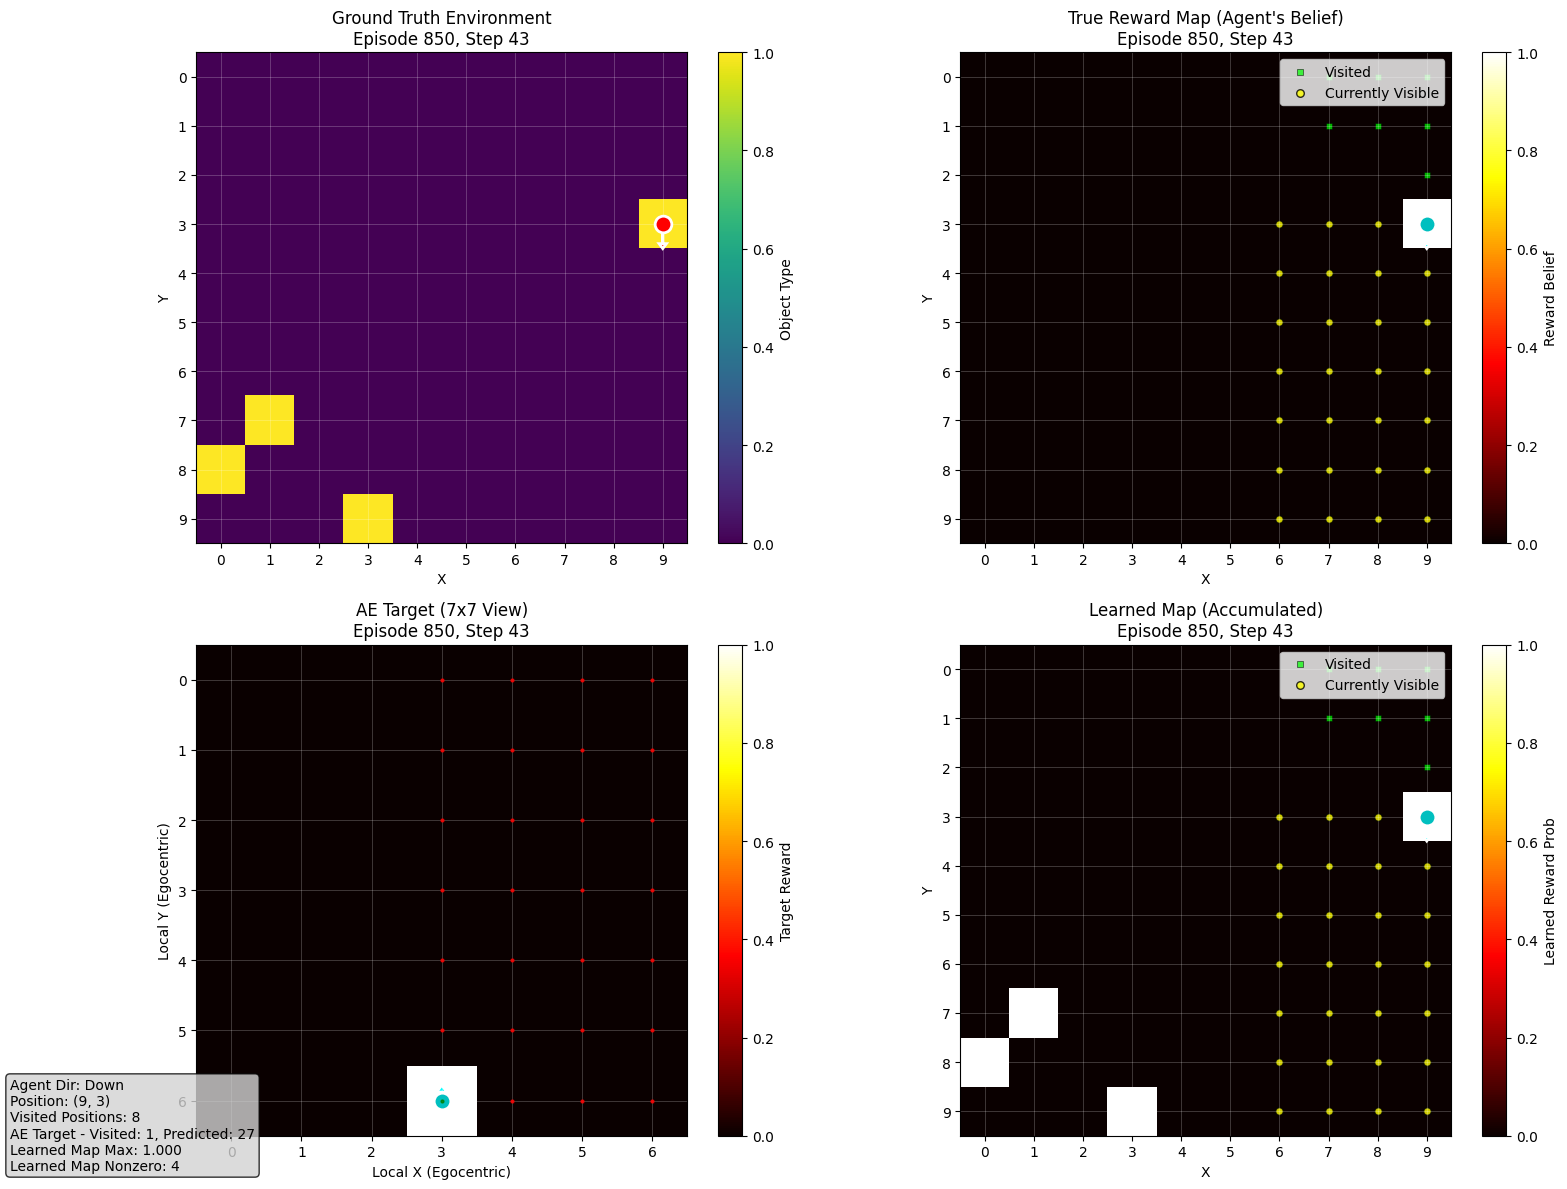 Ground Truth Environment
Episode 850, Step 43
0
1
2
3
4
5
6
7
8
9
Y
0 1 2 3 4 5 6 7 8 9
X
1.0
0.8
0.6
0.4
0.2
0.0
Object Type
True Reward Map (Agent's Belief)
Episode 850, Step 43
Visited
Currently Visible
0
1
2
3
4
5
6
7
8
9
Y
0 1 2 3 4 5 6 7 8 9
X
1.0
0.8
0.6
0.4
0.2
0.0
Reward Belief
AE Target (7x7 View)
Episode 850, Step 43
0
1
2
3
4
5
6
Local Y (Egocentric)
0 1 2 3 4 5 6
Local X (Egocentric)
1.0
0.8
0.6
0.4
0.2
0.0
Target Reward
Agent Dir: Down
Position: (9, 3)
Visited Positions: 8
AE Target - Visited: 1, Predicted: 27
Learned Map Max: 1.000
Learned Map Nonzero: 4
Learned Map (Accumulated)
Episode 850, Step 43
Visited
Currently Visible
0
1
2
3
4
5
6
7
8
9
Y
0 1 2 3 4 5 6 7 8 9
X
1.0
0.8
0.6
0.4
0.2
0.0
Learned Reward Prob